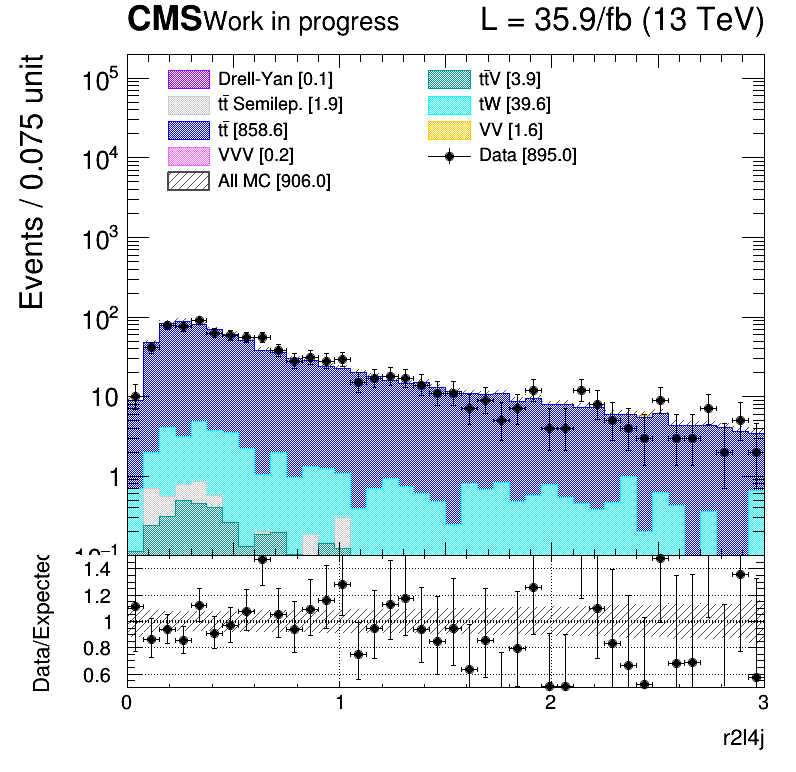 CMS Work in progress L = 35.9/fb (13 TeV)
Events / 0.075 unit
Drell-Yan [0.1]
tt̄ Semilep. [1.9]
tt̄ [858.6]
VVV [0.2]
All MC [906.0]
tt̄V [3.9]
tW [39.6]
VV [1.6]
Data [895.0]
10⁵
10⁴
10³
10²
10
1
10⁻¹
Data/Expected
1.4
1.2
1
0.8
0.6
0 1 2 3
r2l4j